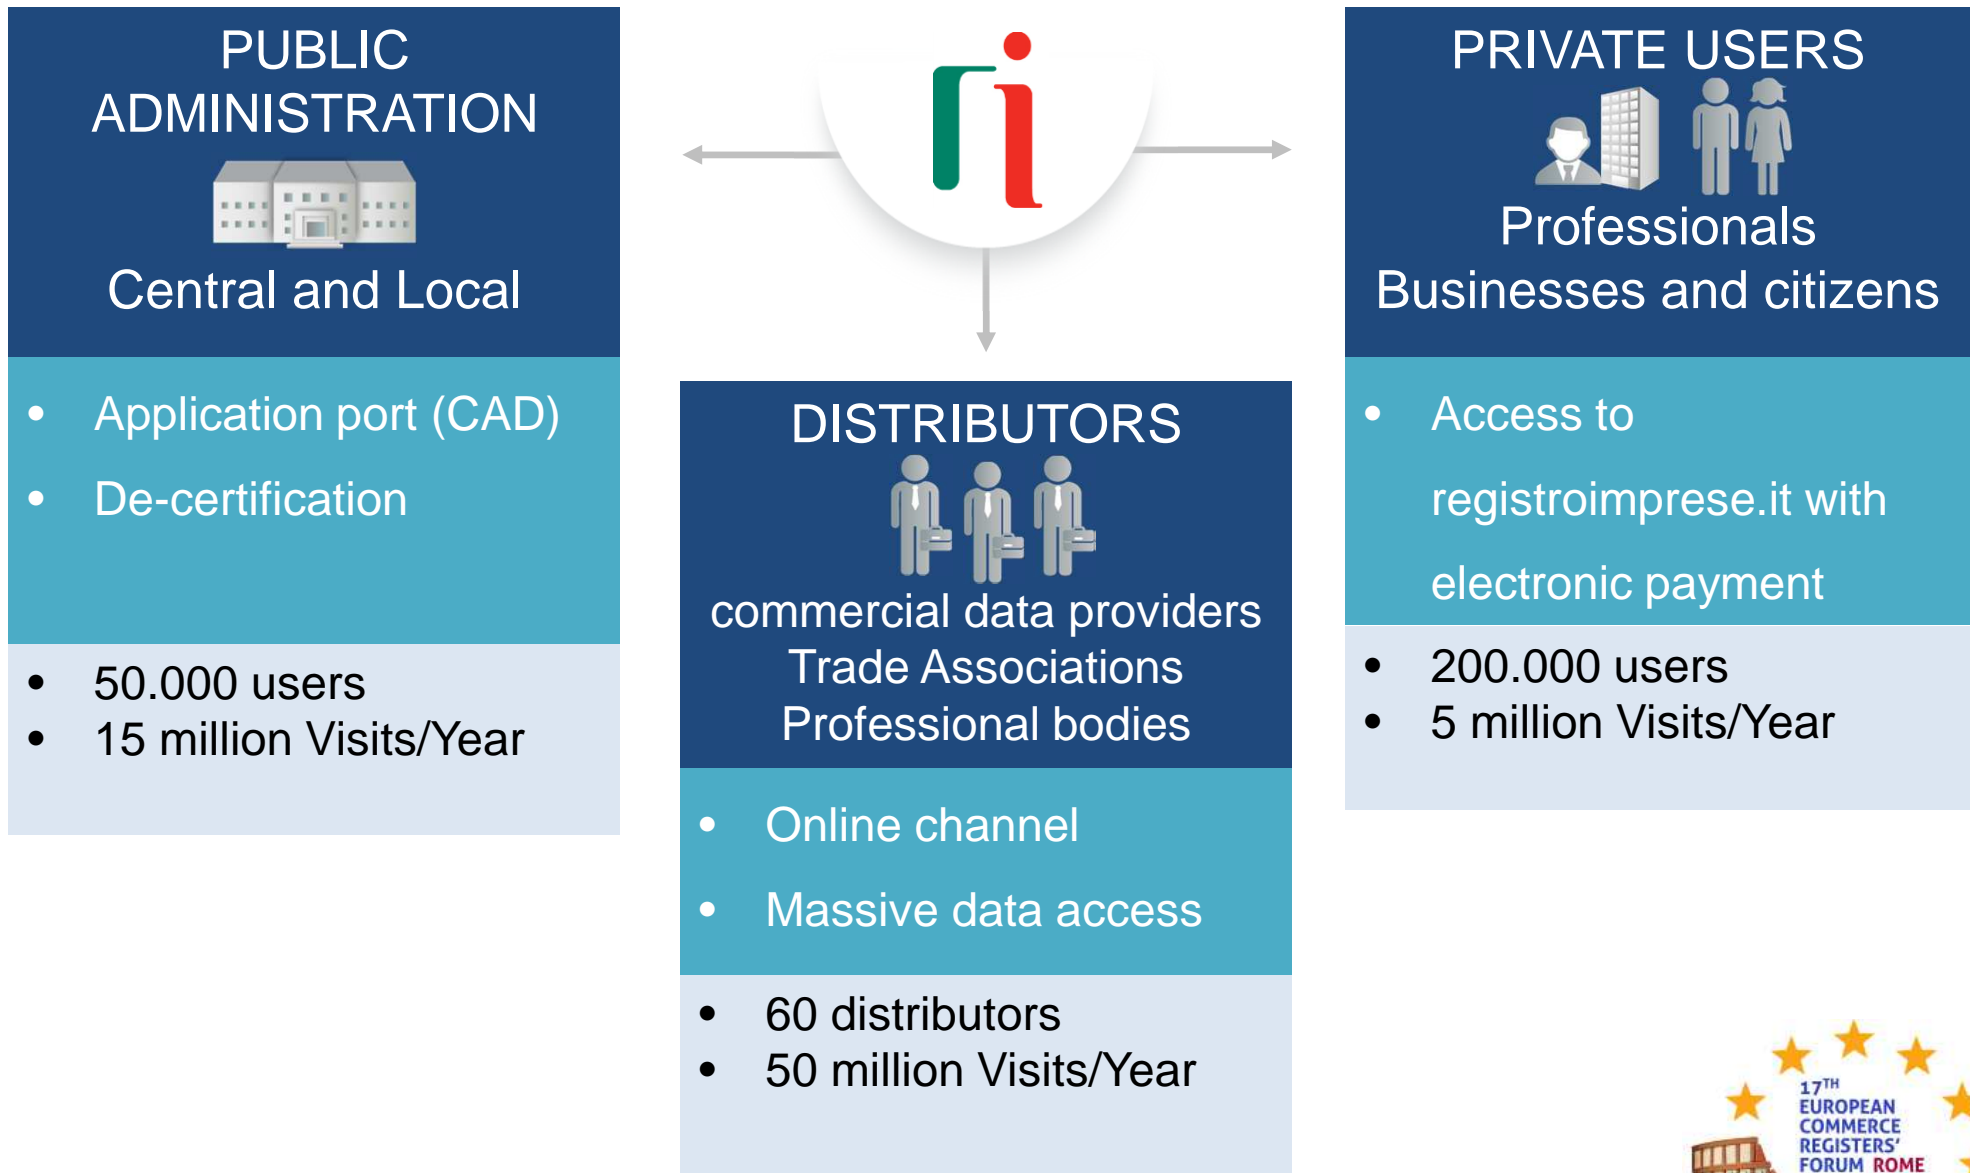 PUBLIC
ADMINISTRATION
Central and Local
• Application port (CAD)
• De-certification
• 50.000 users
• 15 million Visits/Year
ri
DISTRIBUTORS
commercial data providers
Trade Associations
Professional bodies
• Online channel
• Massive data access
• 60 distributors
• 50 million Visits/Year
PRIVATE USERS
Professionals
Businesses and citizens
• Access to
registroimprese.it with
electronic payment
• 200.000 users
• 5 million Visits/Year
17TH
EUROPEAN
COMMERCE
REGISTERS'
FORUM ROME